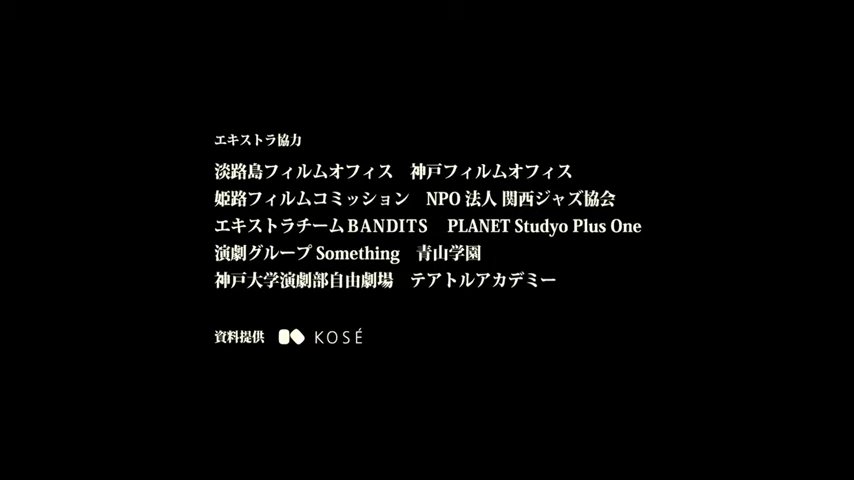 エキストラ協力
淡路島フィルムオフィス　神戸フィルムオフィス
姫路フィルムコミッション　NPO 法人 関西ジャズ協会
エキストラチーム BANDITS　PLANET Studyo Plus One
演劇グループ Something　青山学園
神戸大学演劇部自由劇場　テアトルアカデミー
資料提供　KOSÉ